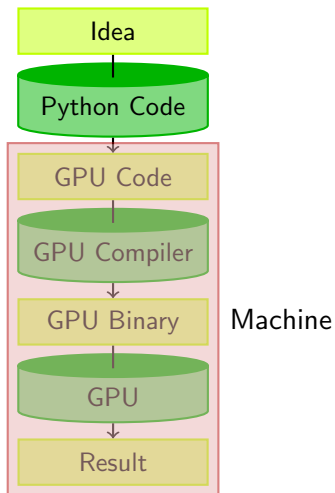 Idea
Python Code
GPU Code
GPU Compiler
GPU Binary
Machine
GPU
Result